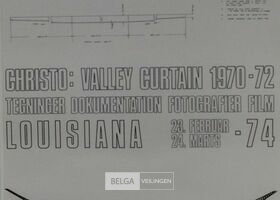 CHRISTO: VALLEY CURTAIN 1970-72
TEGNINGER DOKUMENTATION FOTOGRAFIER FILM
LOUISIANA 23. FEBRUAR 24. MARTS -74
BELGA VEILINGEN